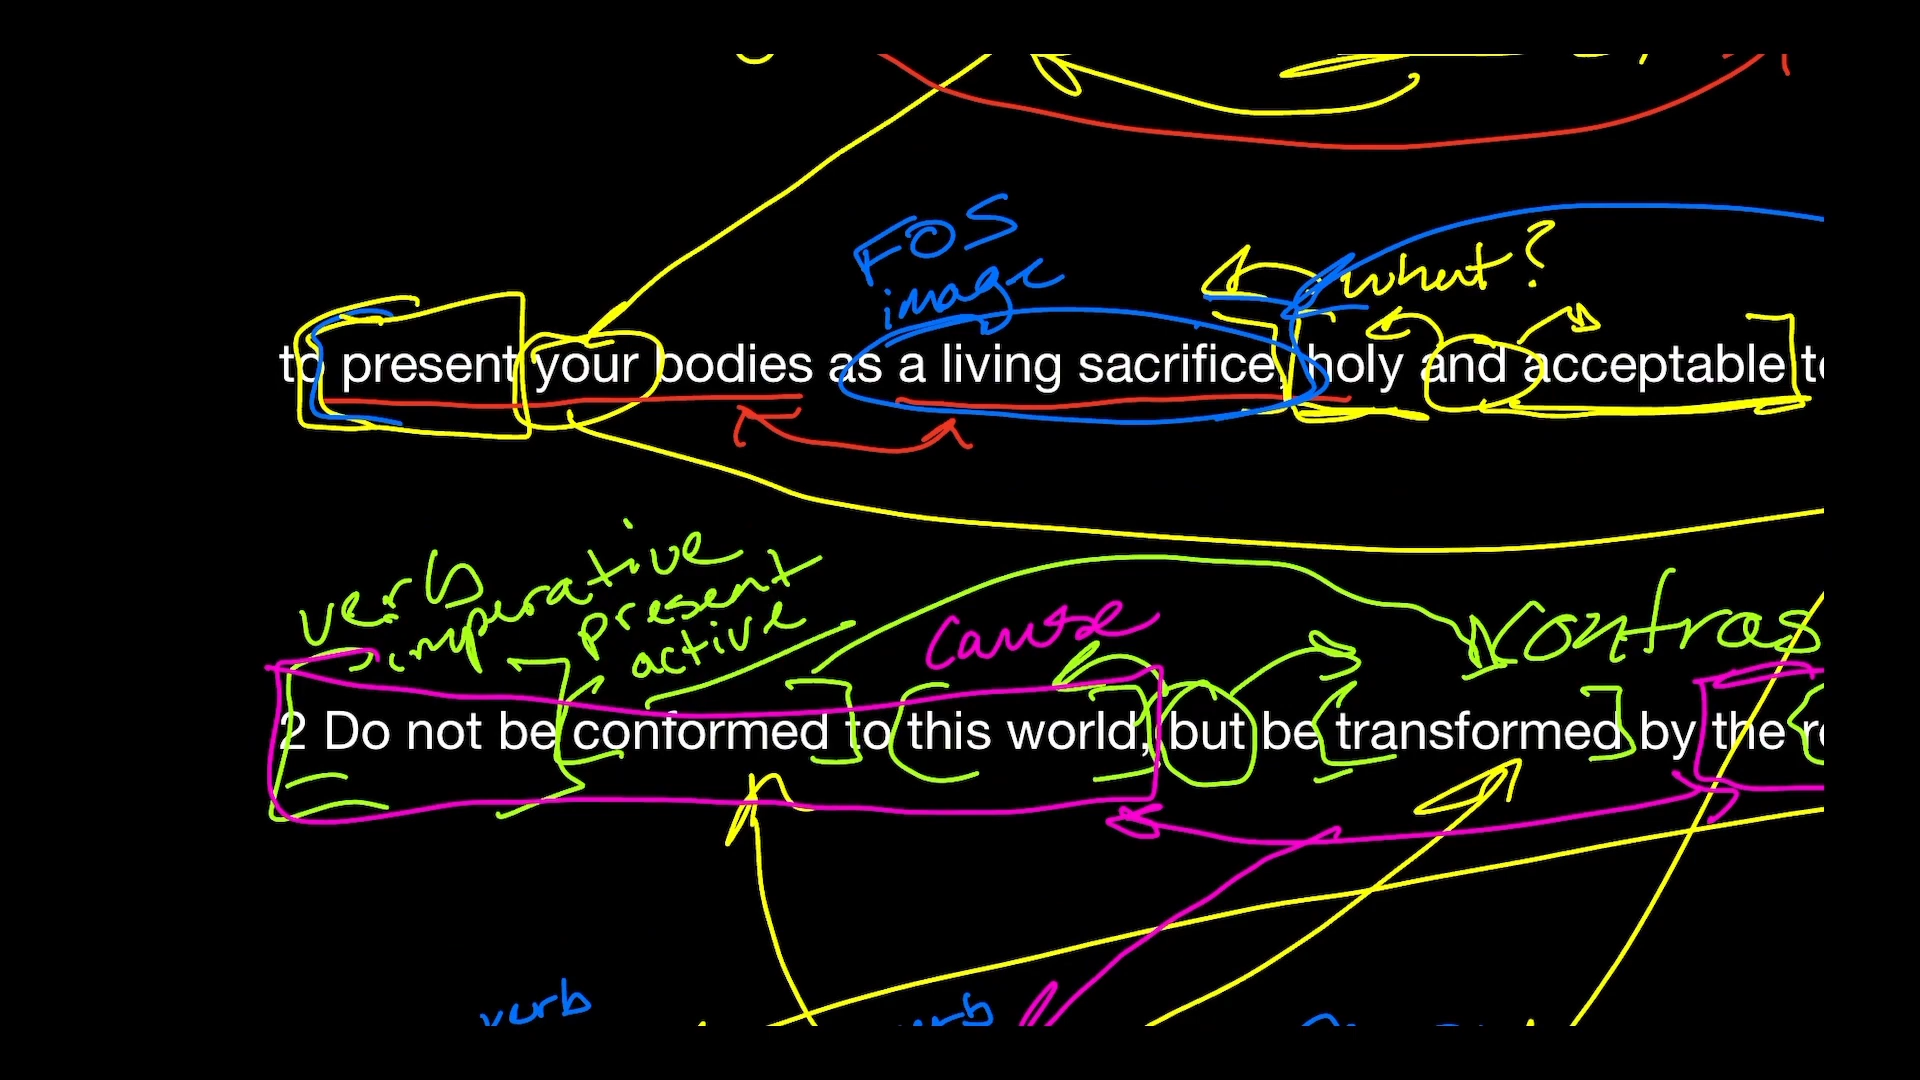 FOS
image
what?
to present your bodies as a living sacrifice, holy and acceptable t
verb
imperative
present
active
Cause
Contras
2 Do not be conformed to this world, but be transformed by the re
verb